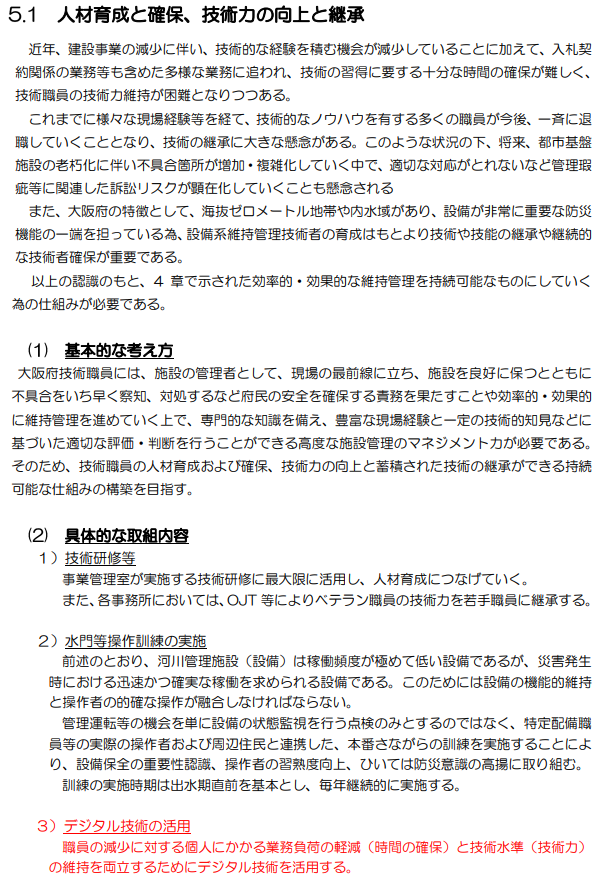 5.1　人材育成と確保、技術力の向上と継承
近年、建設事業の減少に伴い、技術的な経験を積む機会が減少していることに加えて、入札契
約関係の業務等も含めた多様な業務に追われ、技術の習得に要する十分な時間の確保が難しく、
技術職員の技術力維持が困難となりつつある。
これまでに様々な現場経験等を経て、技術的なノウハウを有する多くの職員が今後、一斉に退
職していくこととなり、技術の継承に大きな懸念がある。このような状況の下、将来、都市基盤
施設の老朽化に伴い不具合箇所が増加・複雑化していく中で、適切な対応がとれないなど管理瑕
疵等に関連した訴訟リスクが顕在化していくことも懸念される
また、大阪府の特徴として、海抜ゼロメートル地帯や内水域があり、設備が非常に重要な防災
機能の一端を担っている為、設備系維持管理技術者の育成はもとより技術や技能の継承や継続的
な技術者確保が重要である。
以上の認識のもと、4 章で示された効率的・効果的な維持管理を持続可能なものにしていく
為の仕組みが必要である。
(1)　基本的な考え方
大阪府技術職員には、施設の管理者として、現場の最前線に立ち、施設を良好に保つとともに
不具合をいち早く察知、対処するなど府民の安全を確保する責務を果たすことや効率的・効果的
に維持管理を進めていく上で、専門的な知識を備え、豊富な現場経験と一定の技術的知見などに
基づいた適切な評価・判断を行うことができる高度な施設管理のマネジメント力が必要である。
そのため、技術職員の人材育成および確保、技術力の向上と蓄積された技術の継承ができる持続
可能な仕組みの構築を目指す。
(2)　具体的な取組内容
1）技術研修等
事業管理室が実施する技術研修に最大限に活用し、人材育成につなげていく。
また、各事務所においては、OJT 等によりベテラン職員の技術力を若手職員に継承する。
2）水門等操作訓練の実施
前述のとおり、河川管理施設（設備）は稼働頻度が極めて低い設備であるが、災害発生
時における迅速かつ確実な稼働を求められる設備である。このためには設備の機能的維持
と操作者の的確な操作が融合しなければならない。
管理運転等の機会を単に設備の状態監視を行う点検のみとするのではなく、特定配備職
員等の実際の操作者および周辺住民と連携した、本番さながらの訓練を実施することによ
り、設備保全の重要性認識、操作者の習熟度向上、ひいては防災意識の高揚に取り組む。
訓練の実施時期は出水期直前を基本とし、毎年継続的に実施する。
3）デジタル技術の活用
職員の減少に対する個人にかかる業務負荷の軽減（時間の確保）と技術水準（技術力）
の維持を両立するためにデジタル技術を活用する。